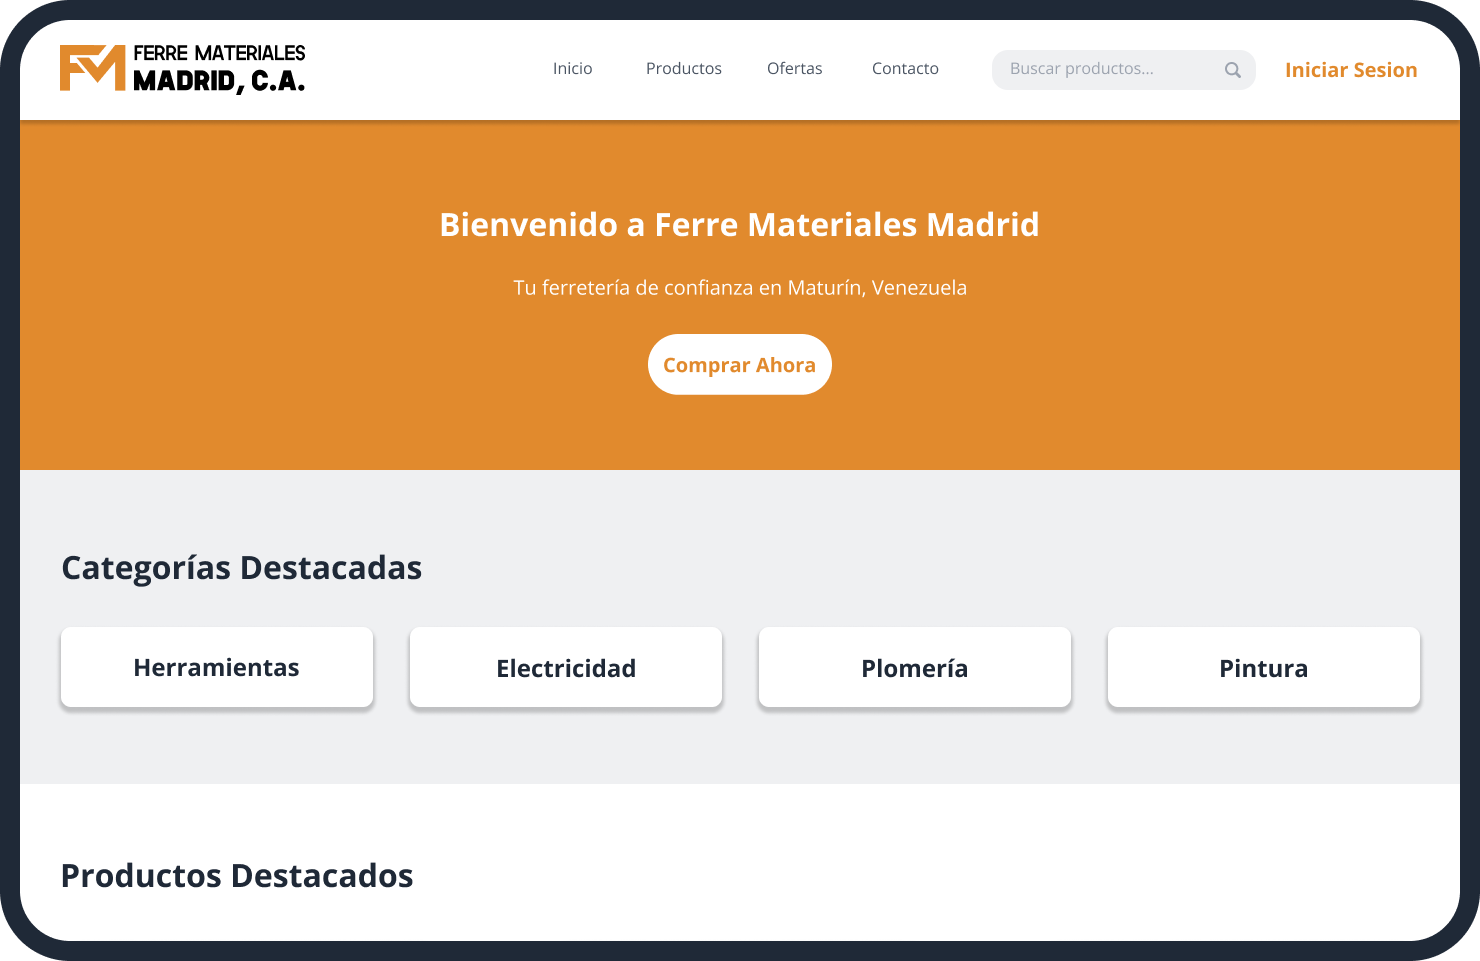 FERRE MATERIALES
MADRID, C.A.
Inicio
Productos
Ofertas
Contacto
Buscar productos...
Iniciar Sesion
Bienvenido a Ferre Materiales Madrid
Tu ferretería de confianza en Maturín, Venezuela
Comprar Ahora
Categorías Destacadas
Herramientas
Electricidad
Plomería
Pintura
Productos Destacados